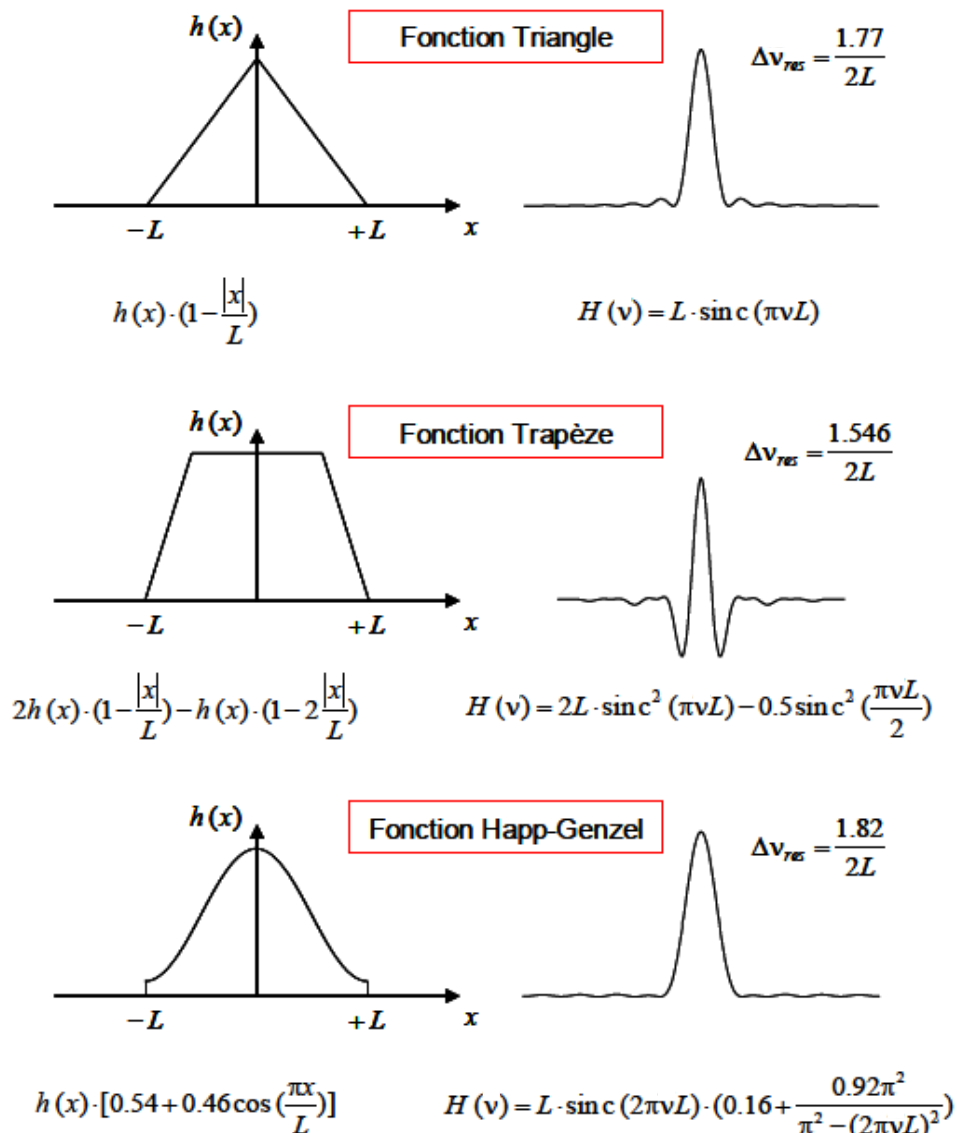 h(x)
Fonction Triangle
Δν_res = 1.77/2L
−L +L x
h(x)·(1−|x|/L)
H(ν) = L·sinc(πνL)
h(x)
Fonction Trapèze
Δν_res = 1.546/2L
−L +L x
2h(x)·(1−|x|/L)−h(x)·(1−2|x|/L)
H(ν) = 2L·sinc²(πνL)−0.5sinc²(πνL/2)
h(x)
Fonction Happ-Genzel
Δν_res = 1.82/2L
−L +L x
h(x)·[0.54+0.46cos(πx/L)]
H(ν) = L·sinc(2πνL)·(0.16+0.92π²/π²−(2πνL)²)